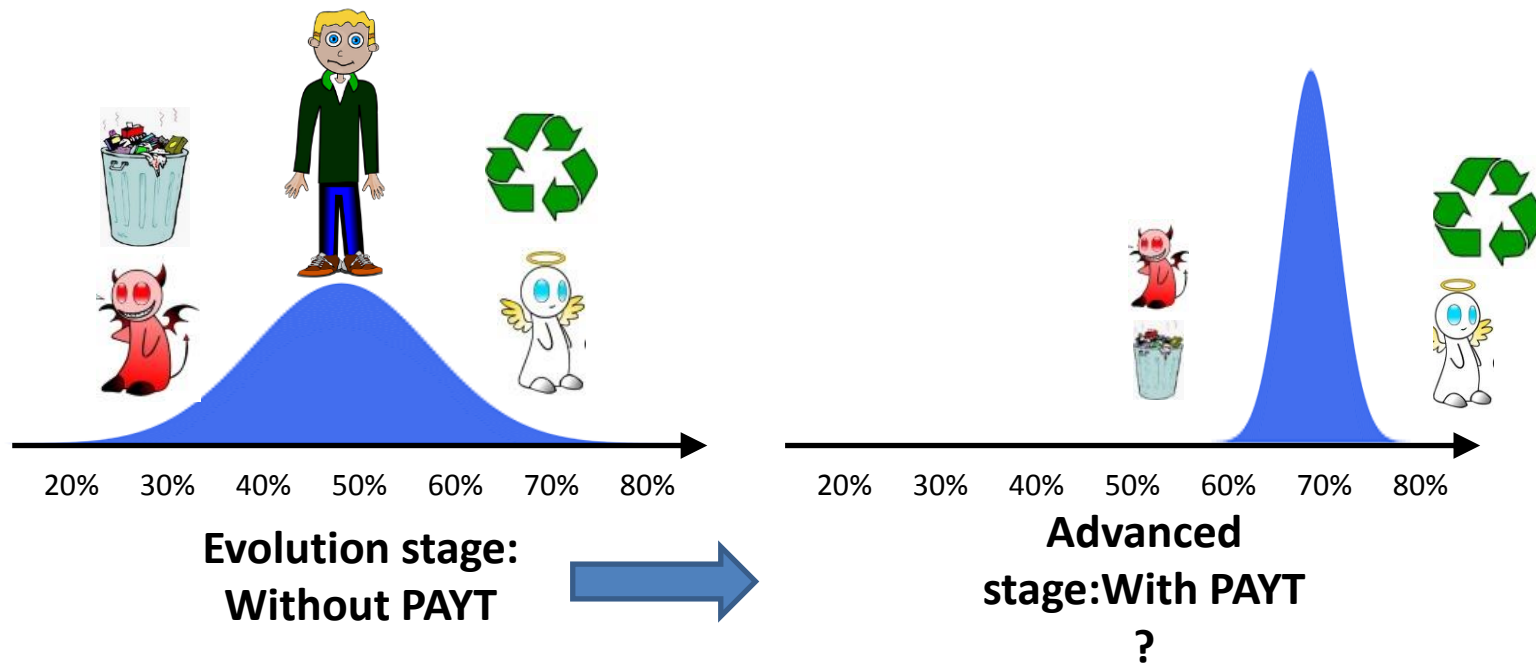 20% 30% 40% 50% 60% 70% 80%
Evolution stage:
Without PAYT
20% 30% 40% 50% 60% 70% 80%
Advanced
stage:With PAYT
?